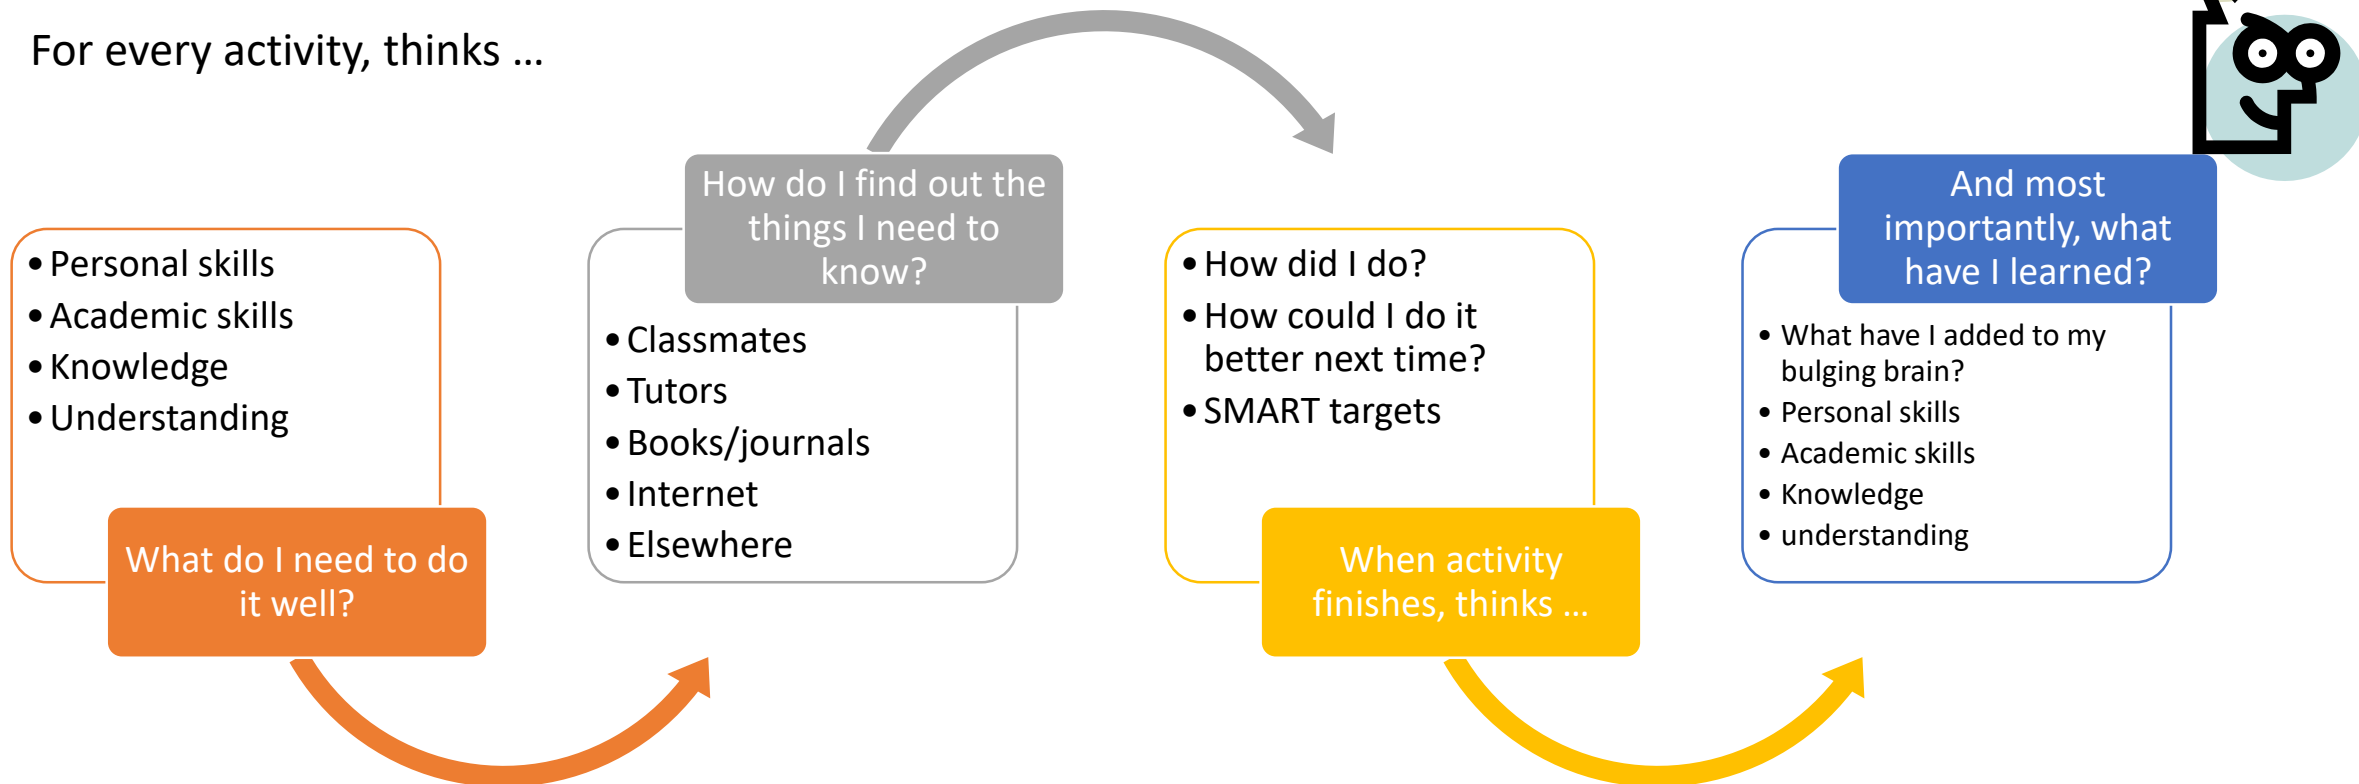 For every activity, thinks …
• Personal skills
• Academic skills
• Knowledge
• Understanding
What do I need to do
it well?
How do I find out the
things I need to
know?
• Classmates
• Tutors
• Books/journals
• Internet
• Elsewhere
• How did I do?
• How could I do it
better next time?
• SMART targets
When activity
finishes, thinks …
And most
importantly, what
have I learned?
• What have I added to my
bulging brain?
• Personal skills
• Academic skills
• Knowledge
• understanding